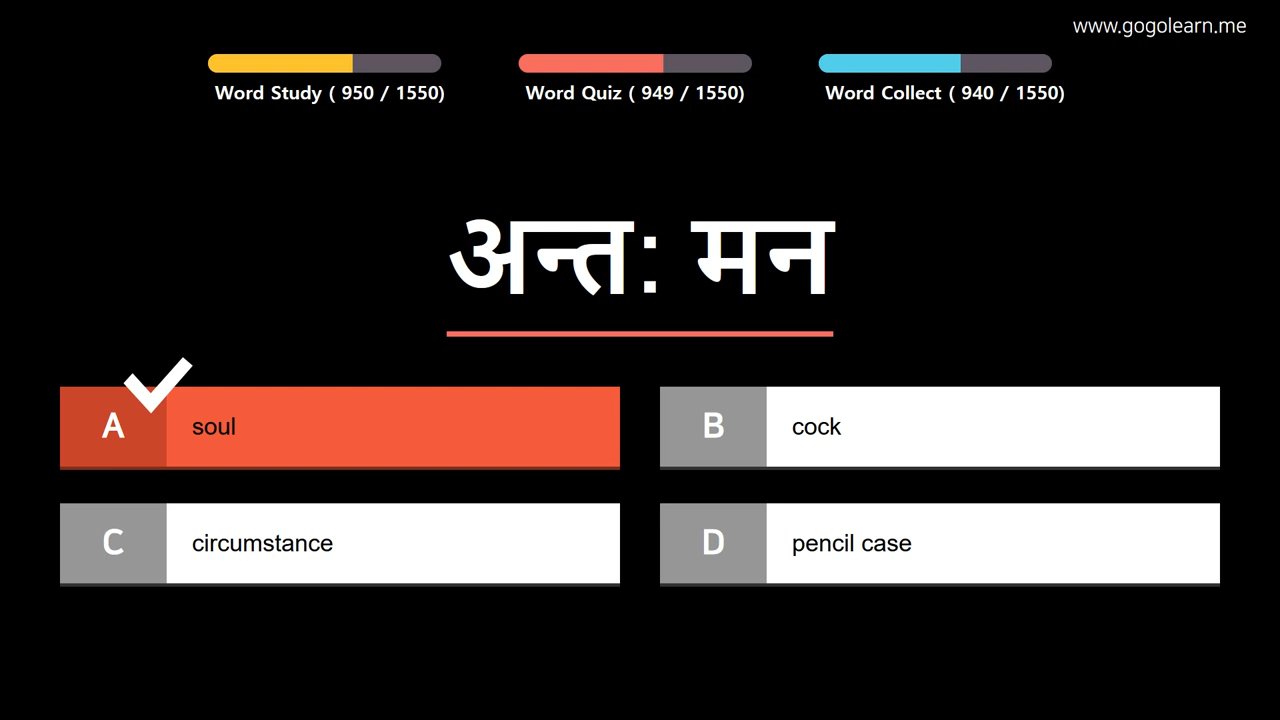 www.gogolearn.me
Word Study ( 950 / 1550)
Word Quiz ( 949 / 1550)
Word Collect ( 940 / 1550)
अन्त: मन
A soul
B cock
C circumstance
D pencil case